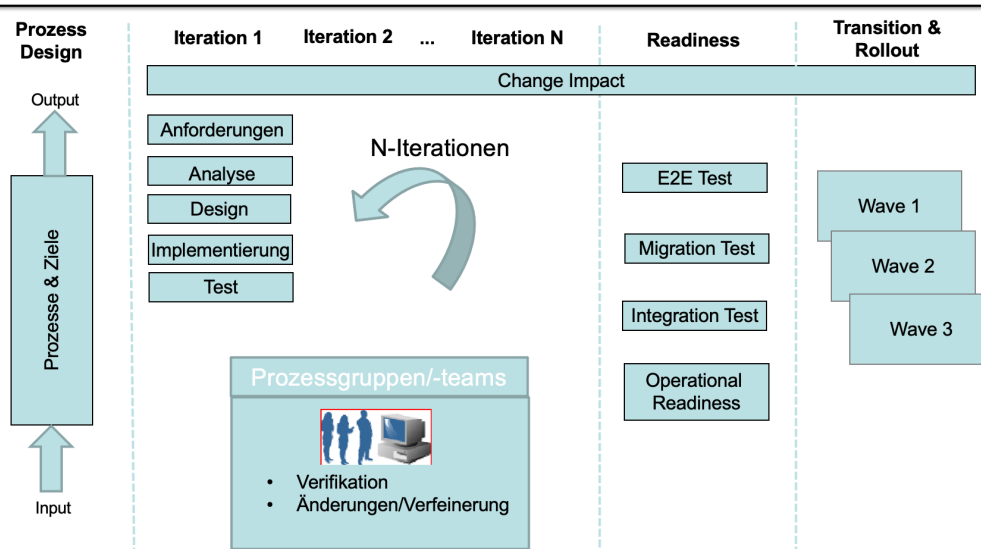 Prozess
Design
Iteration 1
Iteration 2
...
Iteration N
Readiness
Transition &
Rollout
Change Impact
Output
Prozesse & Ziele
Input
Anforderungen
Analyse
Design
Implementierung
Test
N-Iterationen
Prozessgruppen/-teams
• Verifikation
• Änderungen/Verfeinerung
E2E Test
Migration Test
Integration Test
Operational
Readiness
Wave 1
Wave 2
Wave 3